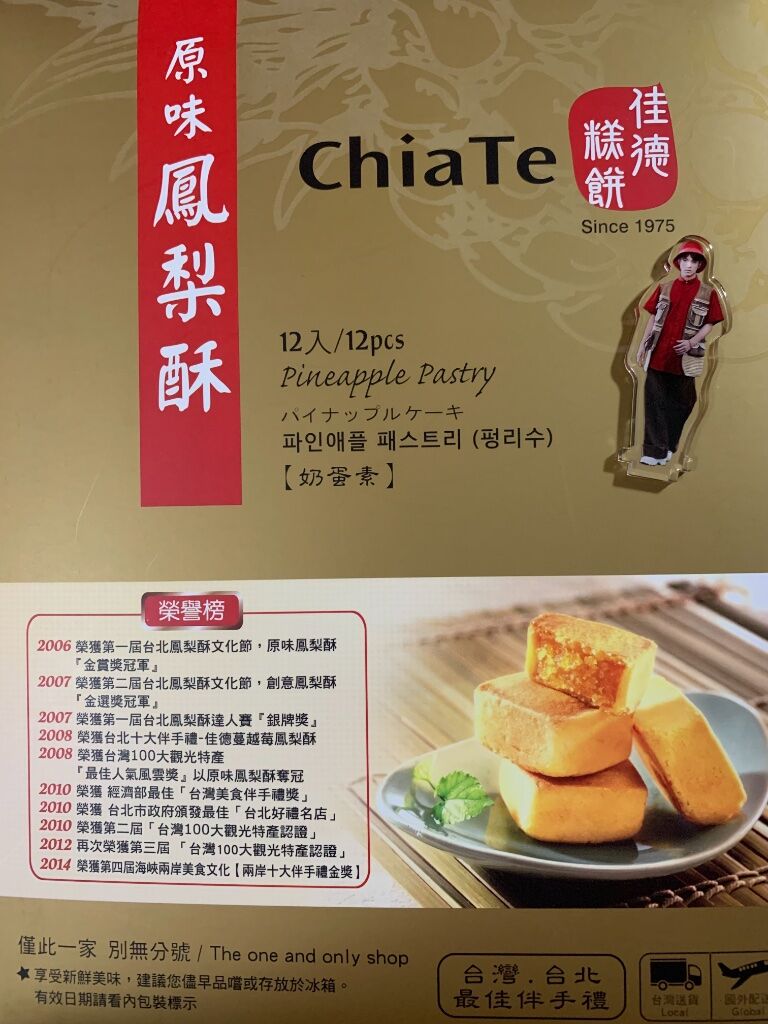 原味鳳梨酥
ChiaTe
佳德
糕餅
Since 1975
12入/12pcs
Pineapple Pastry
パイナップルケーキ
파인애플 패스트리 (펑리수)
【奶蛋素】
榮譽榜
2006 榮獲第一屆台北鳳梨酥文化節，原味鳳梨酥
『金賞獎冠軍』
2007 榮獲第二屆台北鳳梨酥文化節，創意鳳梨酥
『金選獎冠軍』
2007 榮獲第一屆台北鳳梨酥達人賽『銀牌獎』
2008 榮獲台北十大伴手禮-佳德蔓越莓鳳梨酥
2008 榮獲台灣100大觀光特產
『最佳人氣風雲獎』以原味鳳梨酥奪冠
2010 榮獲 經濟部最佳「台灣美食伴手禮獎」
2010 榮獲 台北市政府頒發最佳「台北好禮名店」
2010 榮獲第二屆「台灣100大觀光特產認證」
2012 再次榮獲第三屆「台灣100大觀光特產認證」
2014 榮獲第四屆海峽兩岸美食文化【兩岸十大伴手禮金獎】
僅此一家 別無分號 / The one and only shop
★享受新鮮美味，建議您儘早品嚐或存放於冰箱。
有效日期請看內包裝標示
台灣．台北
最佳伴手禮
台灣送貨
Local
國外配送
Global